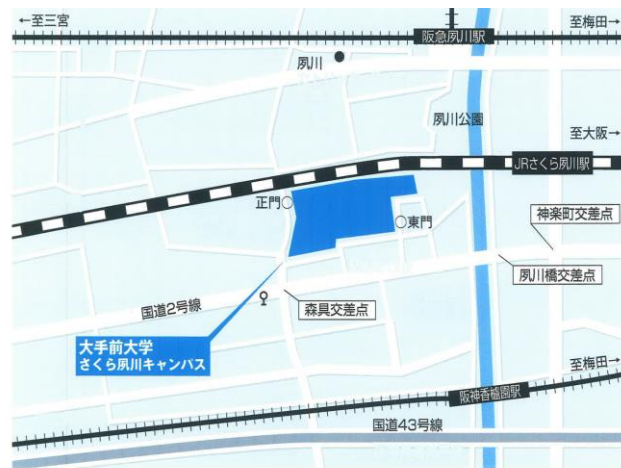 ←至三宮
至梅田→
阪急夙川駅
夙川
夙川公園
至大阪→
JRさくら夙川駅
正門
東門
神楽町交差点
夙川橋交差点
国道2号線
森具交差点
大手前大学
さくら夙川キャンパス
至梅田→
阪神香櫨園駅
国道43号線